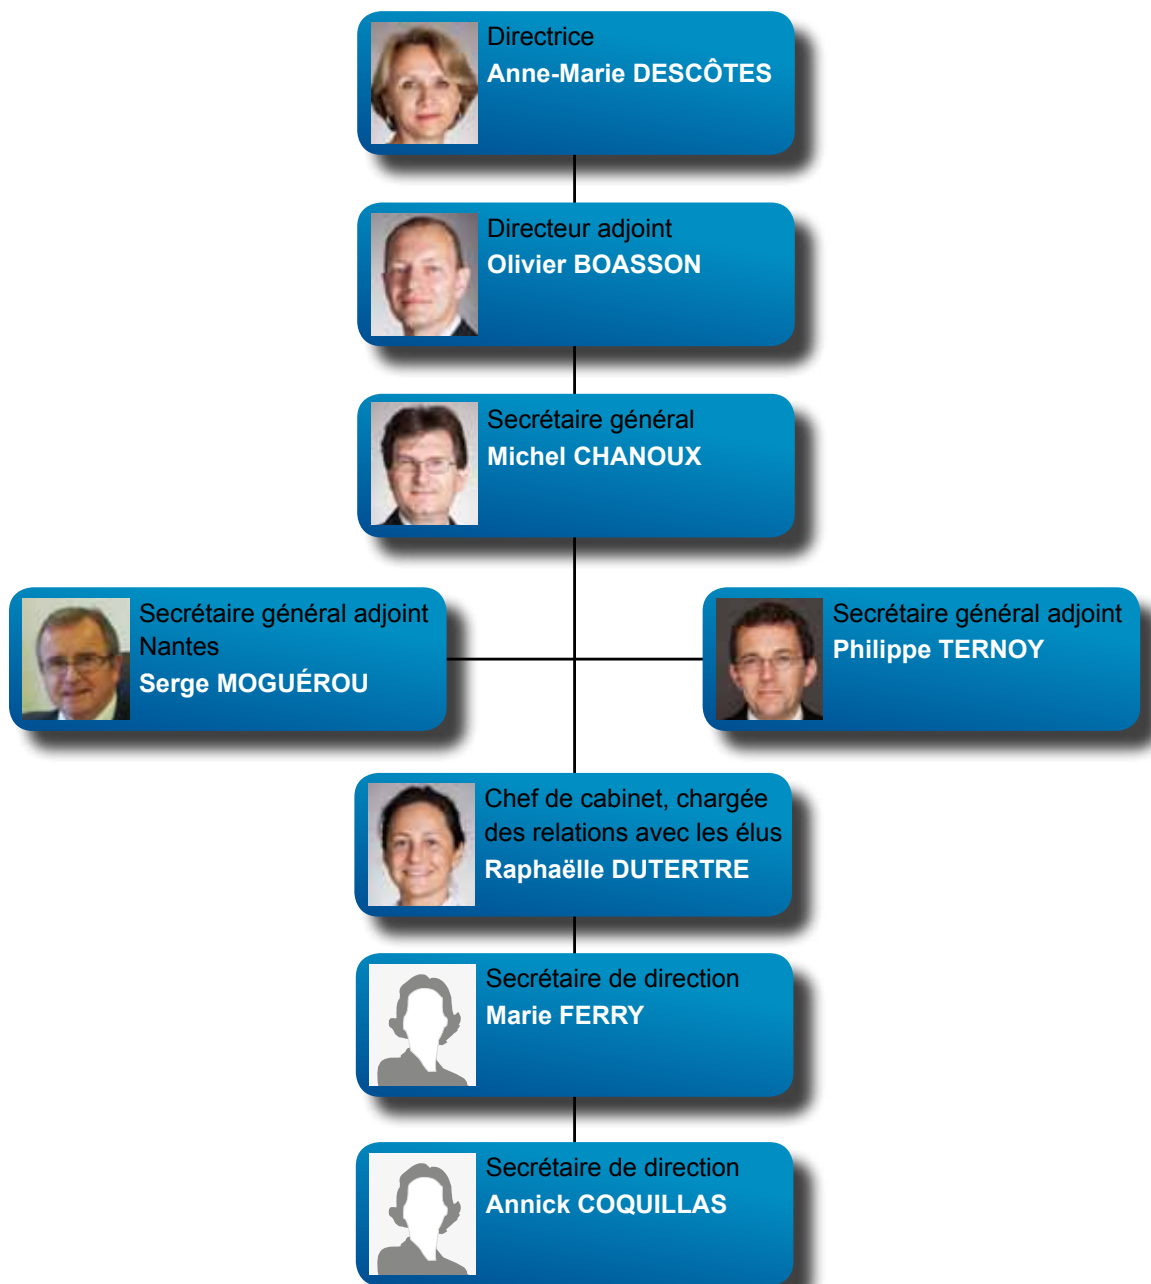 Directrice
Anne-Marie DESCÔTES
Directeur adjoint
Olivier BOASSON
Secrétaire général
Michel CHANOUX
Secrétaire général adjoint
Nantes
Serge MOGUÉROU
Secrétaire général adjoint
Philippe TERNOY
Chef de cabinet, chargée
des relations avec les élus
Raphaëlle DUTERTRE
Secrétaire de direction
Marie FERRY
Secrétaire de direction
Annick COQUILLAS